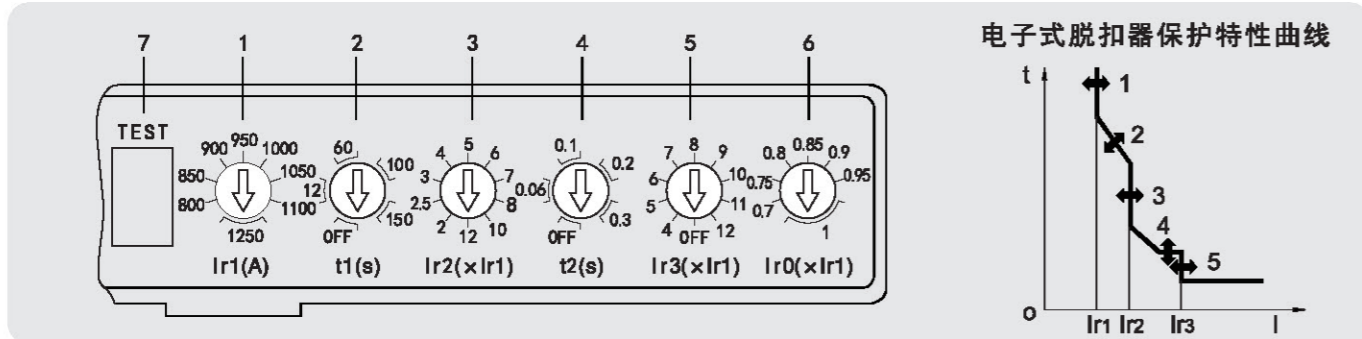 7 1 2 3 4 5 6
TEST
800 850 900 950 1000 1050 1100 1250
Ir1(A)
OFF 12 60 100 150
t1(s)
2 2.5 3 4 5 6 7 8 10 12
Ir2(×Ir1)
OFF 0.06 0.1 0.2 0.3
t2(s)
4 5 6 7 8 9 10 11 12 OFF
Ir3(×Ir1)
0.7 0.75 0.8 0.85 0.9 0.95 1
Ir0(×Ir1)
电子式脱扣器保护特性曲线
t
1
2
3
4
5
o Ir1 Ir2 Ir3 I